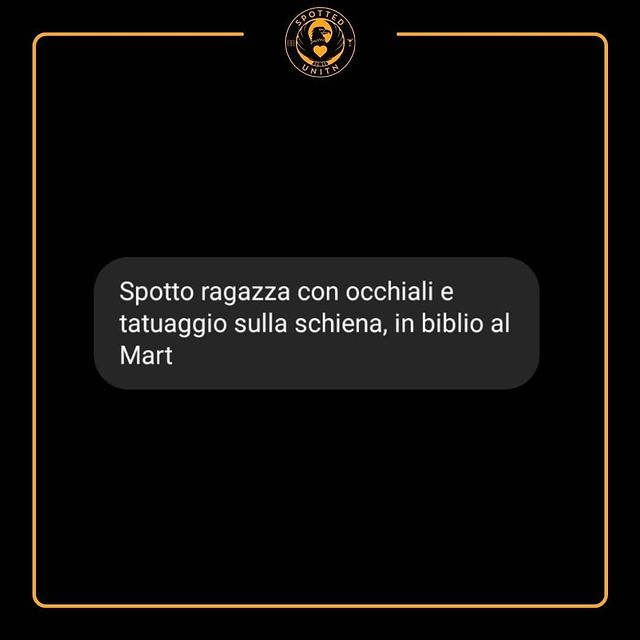 SPOTTED
UNITN
Spotto ragazza con occhiali e
tatuaggio sulla schiena, in biblio al
Mart